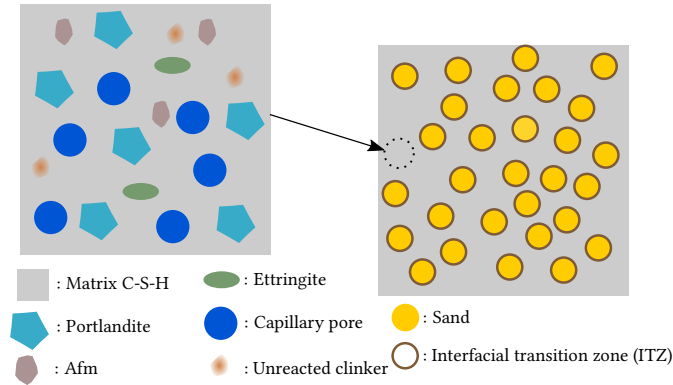 : Matrix C-S-H
: Ettringite
: Portlandite
: Capillary pore
: Sand
: Afm
: Unreacted clinker
: Interfacial transition zone (ITZ)